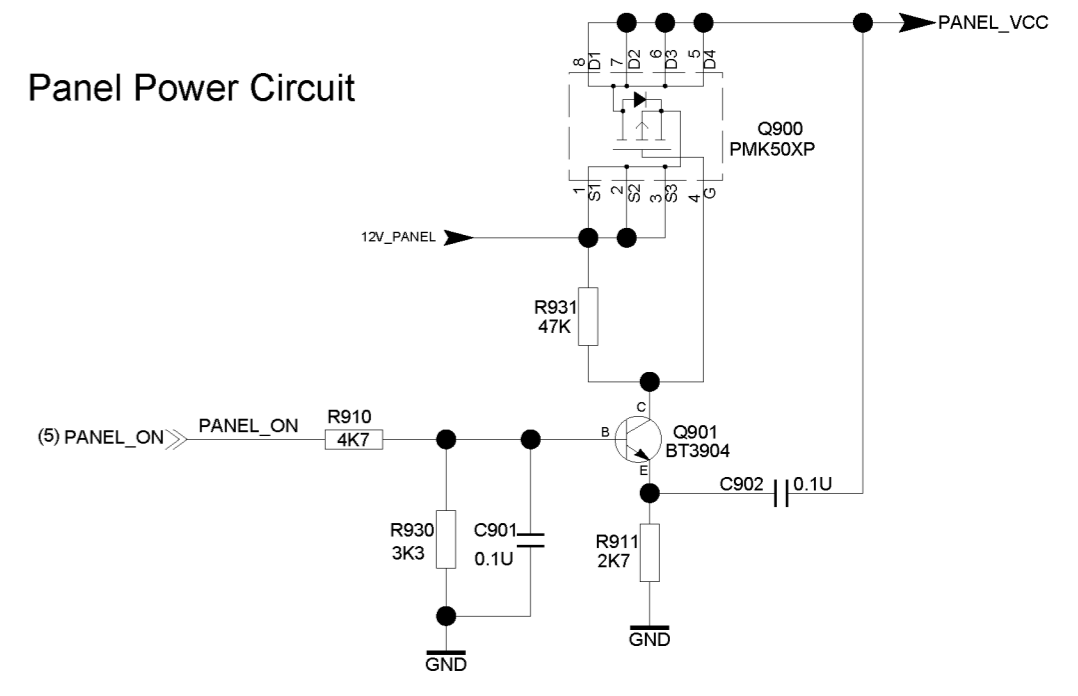 PANEL_VCC
8 D1
7 D2
6 D3
5 D4
Panel Power Circuit
Q900
PMK50XP
1 S1
2 S2
3 S3
4 G
12V_PANEL
R931
47K
C
R910
(5) PANEL_ON
PANEL_ON
4K7
B
Q901
BT3904
E
C902
0.1U
R930
3K3
C901
0.1U
R911
2K7
GND
GND